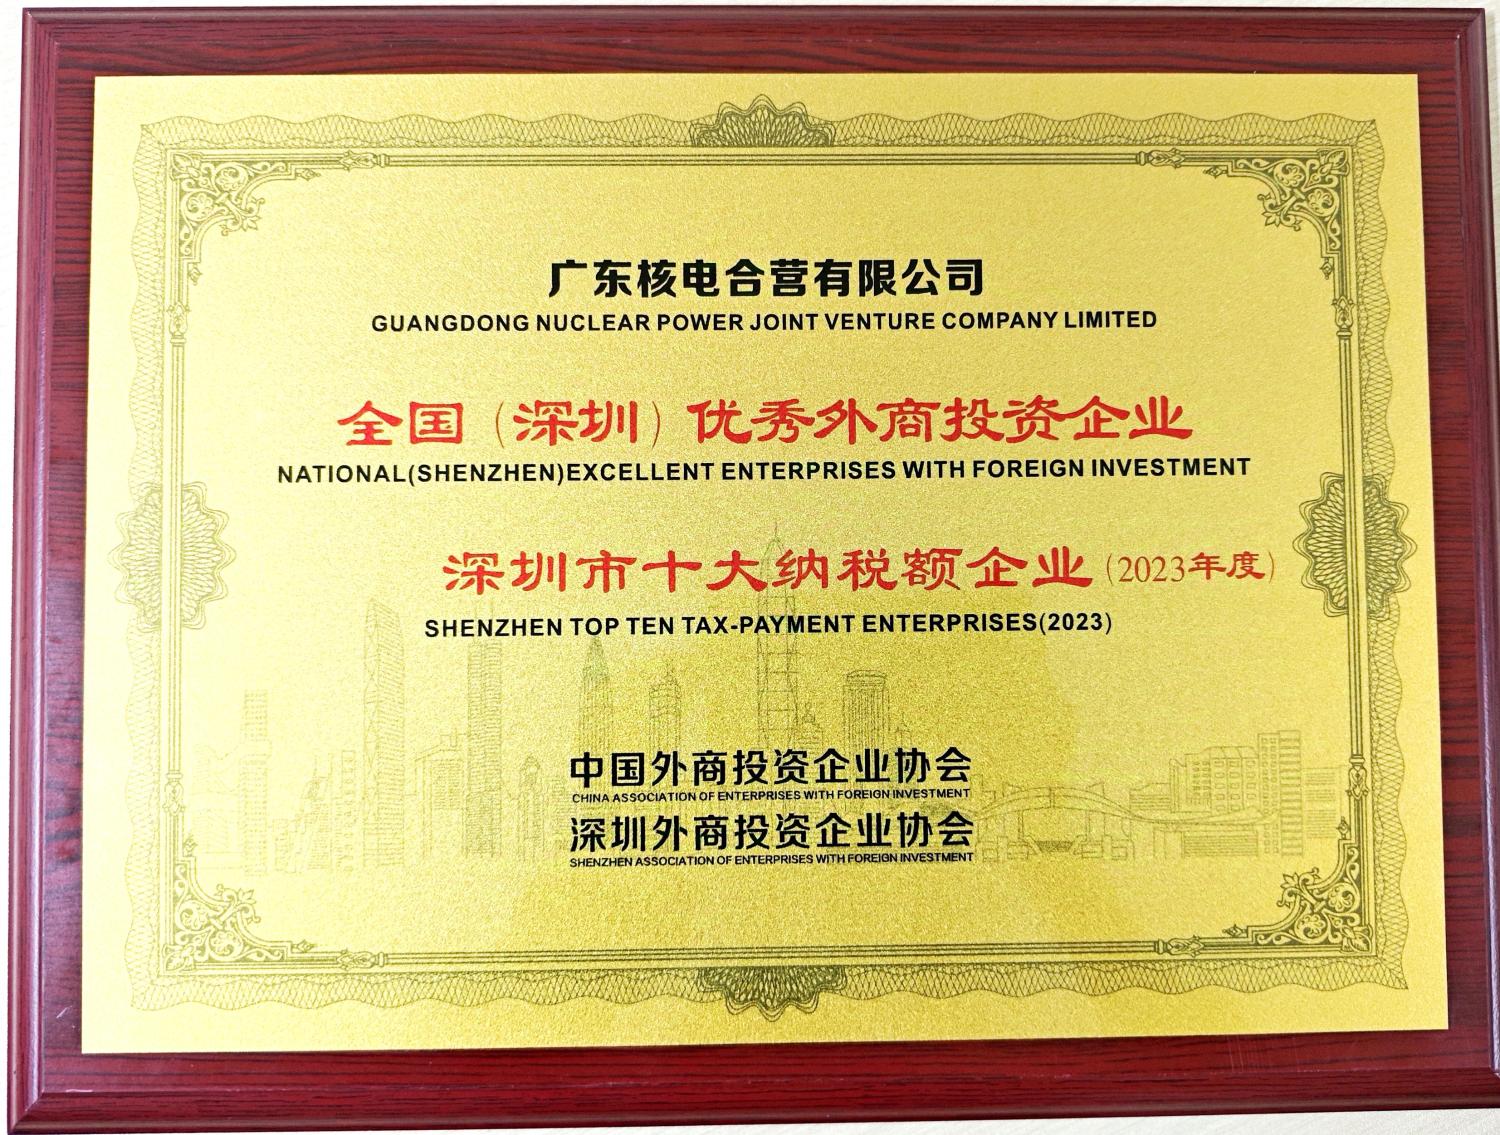 广东核电合营有限公司
GUANGDONG NUCLEAR POWER JOINT VENTURE COMPANY LIMITED
全国（深圳）优秀外商投资企业
NATIONAL(SHENZHEN)EXCELLENT ENTERPRISES WITH FOREIGN INVESTMENT
深圳市十大纳税额企业（2023年度）
SHENZHEN TOP TEN TAX-PAYMENT ENTERPRISES(2023)
中国外商投资企业协会
CHINA ASSOCIATION OF ENTERPRISES WITH FOREIGN INVESTMENT
深圳外商投资企业协会
SHENZHEN ASSOCIATION OF ENTERPRISES WITH FOREIGN INVESTMENT